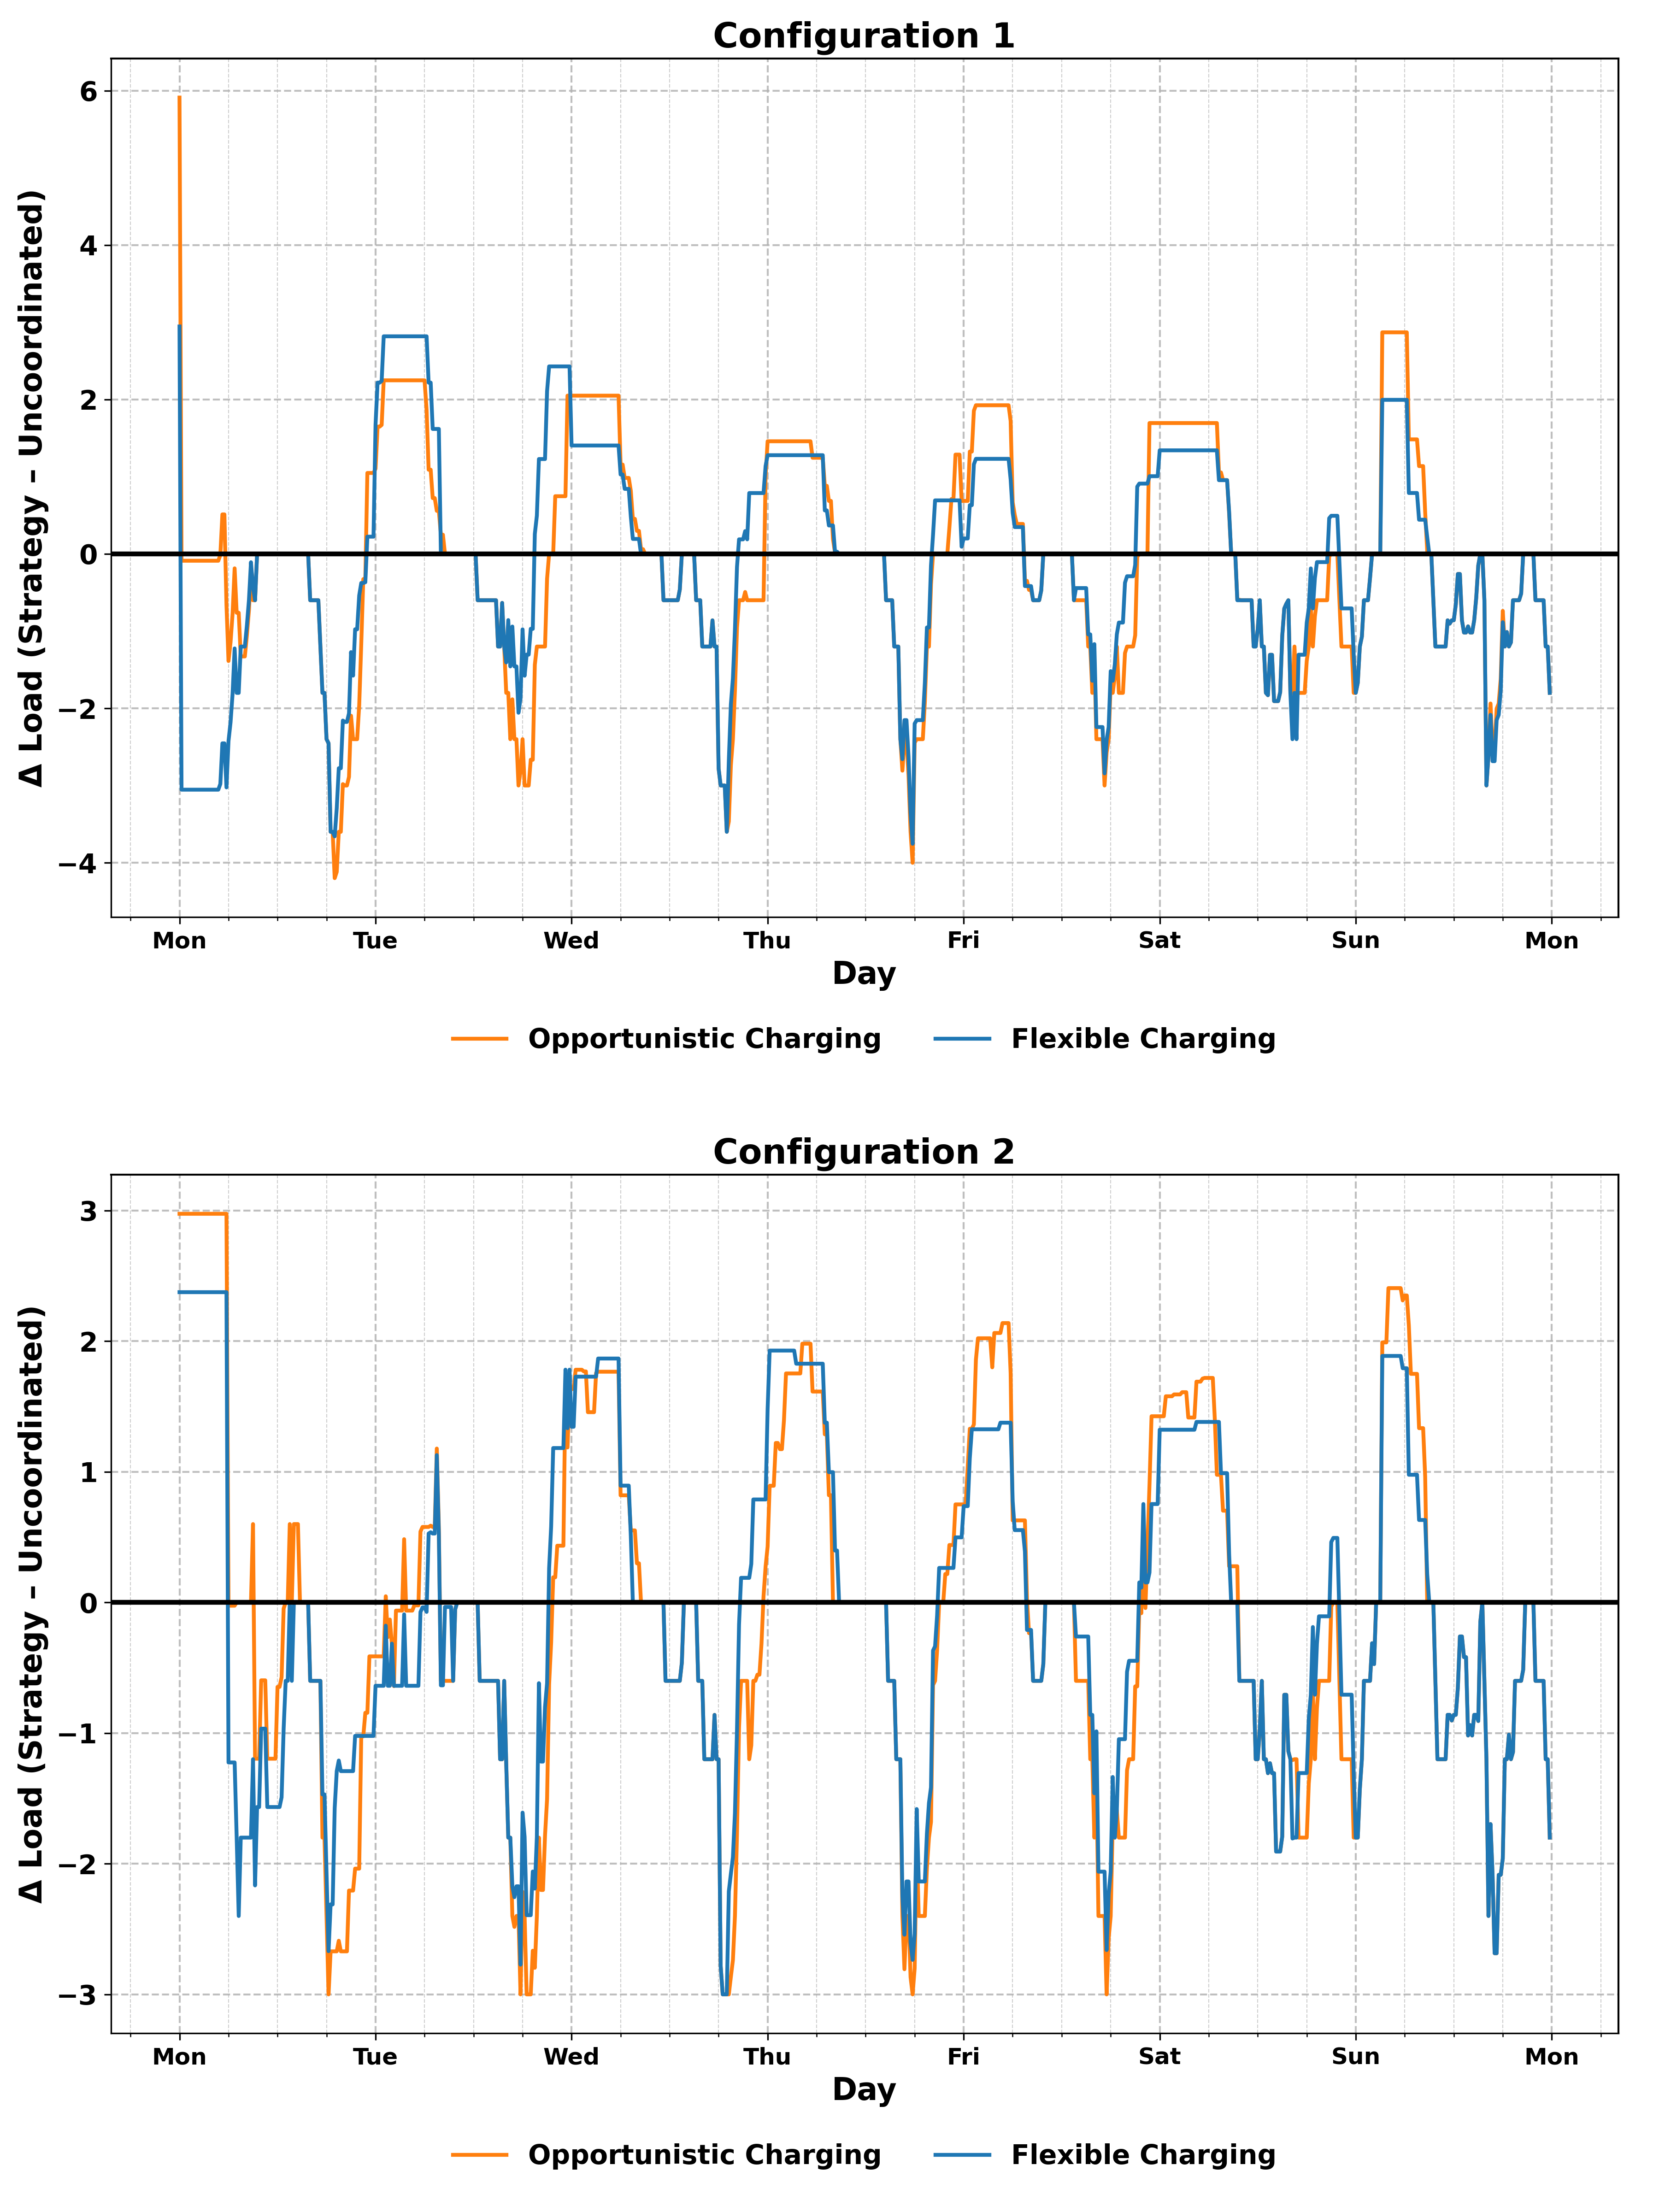 Configuration 1
Δ Load (Strategy – Uncoordinated)
6
4
2
0
−2
−4
Mon Tue Wed Thu Fri Sat Sun Mon
Day
Opportunistic Charging Flexible Charging
Configuration 2
Δ Load (Strategy – Uncoordinated)
3
2
1
0
−1
−2
−3
Mon Tue Wed Thu Fri Sat Sun Mon
Day
Opportunistic Charging Flexible Charging